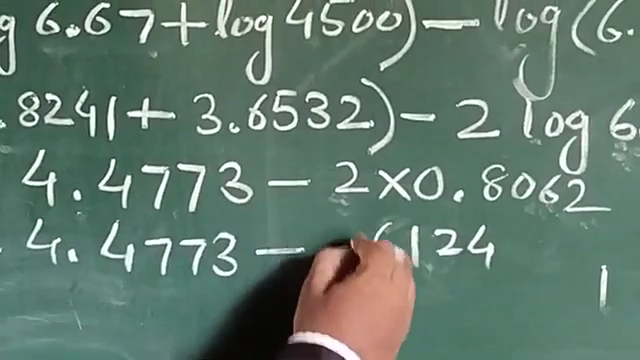 g 6.67 + log 4500) - log(6.
.8241 + 3.6532) - 2 log 6
4.4773 - 2×0.8062
4.4773 - 6124